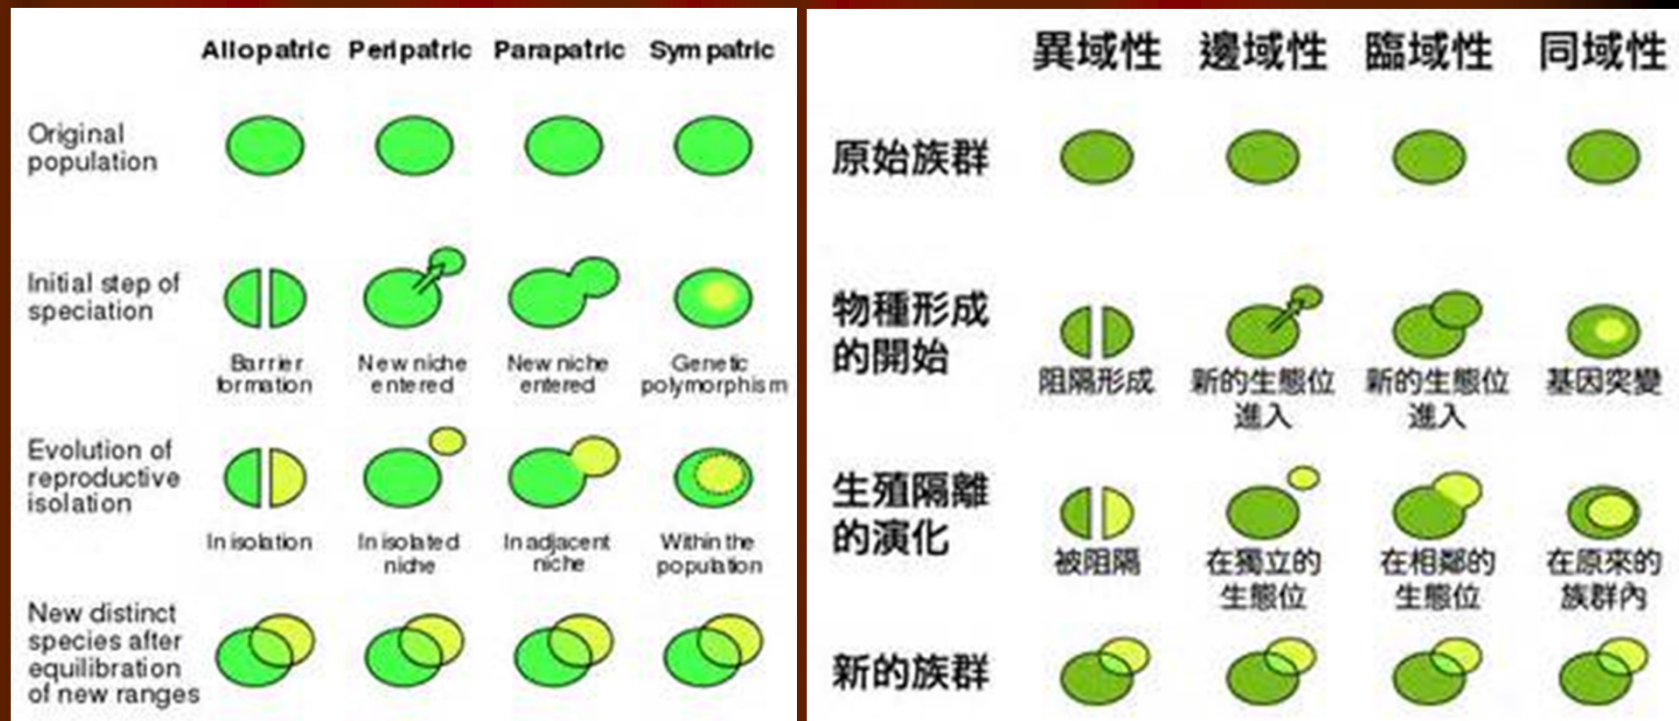 Allopatric Peripatric Parapatric Sympatric
Original
population
Initial step of
speciation
Barrier
formation
New niche
entered
New niche
entered
Genetic
polymorphism
Evolution of
reproductive
isolation
In isolation
In isolated
niche
In adjacent
niche
Within the
population
New distinct
species after
equilibration
of new ranges
異域性 邊域性 臨域性 同域性
原始族群
物種形成
的開始
阻隔形成
新的生態位
進入
新的生態位
進入
基因突變
生殖隔離
的演化
被阻隔
在獨立的
生態位
在相鄰的
生態位
在原來的
族群內
新的族群